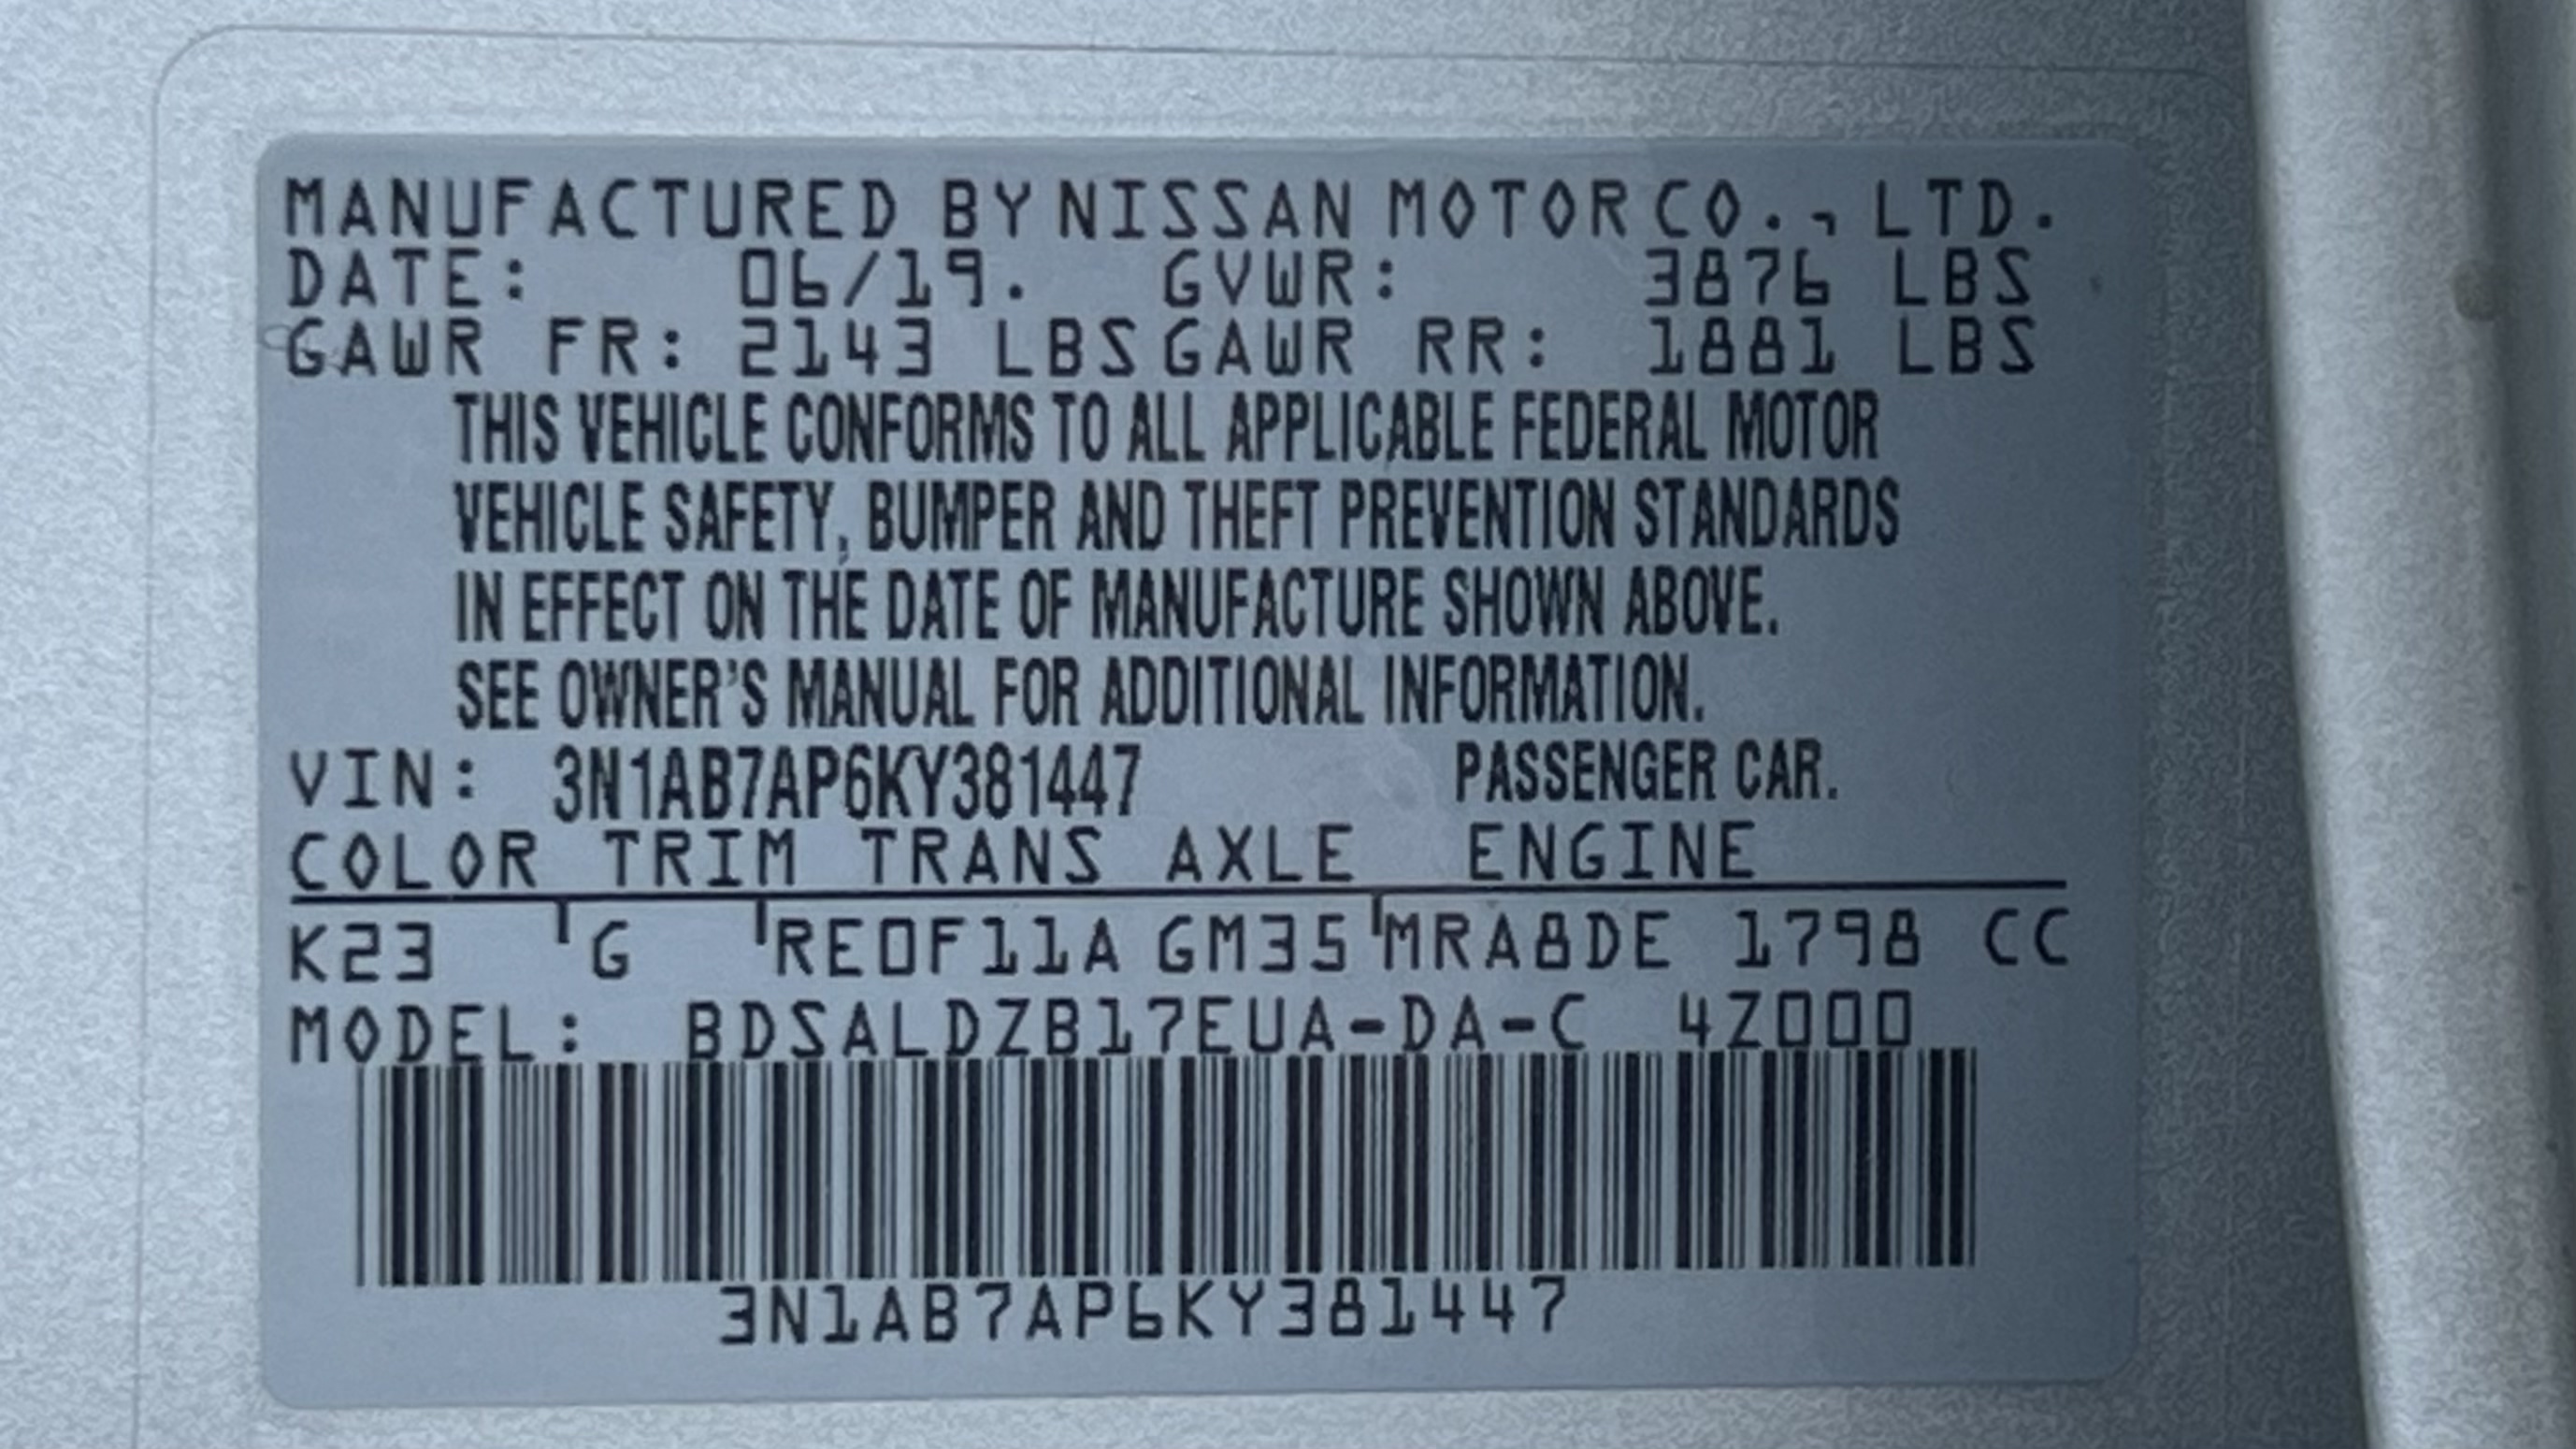 MANUFACTURED BY NISSAN MOTOR CO., LTD.
DATE: 06/19. GVWR: 3876 LBS
GAWR FR: 2143 LBS GAWR RR: 1881 LBS
THIS VEHICLE CONFORMS TO ALL APPLICABLE FEDERAL MOTOR
VEHICLE SAFETY, BUMPER AND THEFT PREVENTION STANDARDS
IN EFFECT ON THE DATE OF MANUFACTURE SHOWN ABOVE.
SEE OWNER'S MANUAL FOR ADDITIONAL INFORMATION.
VIN: 3N1AB7AP6KY381447 PASSENGER CAR.
COLOR TRIM TRANS AXLE ENGINE
K23 G RE0F11A GM35 MRA8DE 1798 CC
MODEL: BDSALDZB17EUA-DA-C 4Z000
3N1AB7AP6KY381447